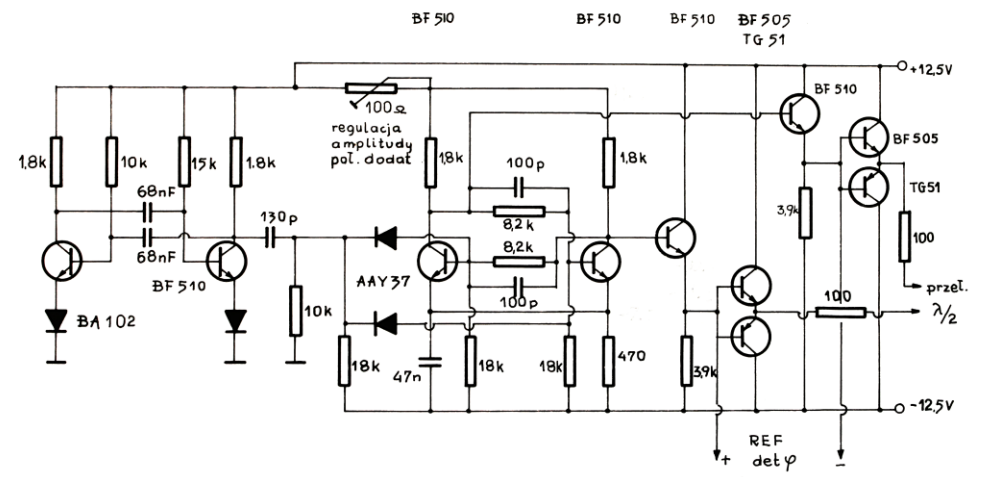 BF 510
BF 510
BF 510
BF 505
TG 51
+12,5V
BF 510
100Ω
regulacja
amplitudy
poł. dodat
BF 505
1,8k
10k
15k
1.8k
1,8k
100p
1,8k
68nF
TG51
130p
8,2k
3,9k
68nF
8,2k
100
BF 510
AAY37
100p
przeł.
BA 102
10k
100
λ/2
18k
47n
18k
18k
470
3,9k
-12,5V
REF
det φ
+
-